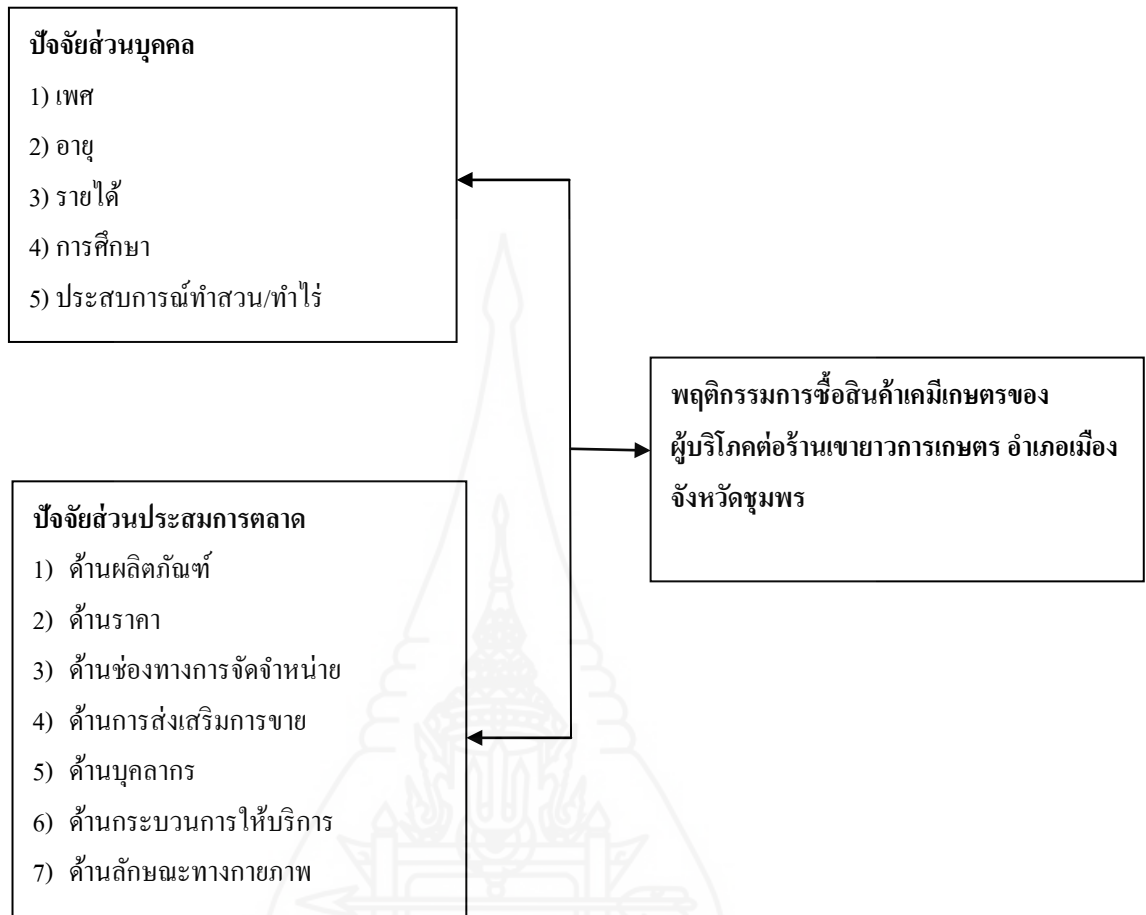 ปัจจัยส่วนบุคคล
1) เพศ
2) อายุ
3) รายได้
4) การศึกษา
5) ประสบการณ์ทำสวน/ทำไร่
พฤติกรรมการซื้อสินค้าเคมีเกษตรของ
ผู้บริโภคต่อร้านเขายาวการเกษตร อำเภอเมือง
จังหวัดชุมพร
ปัจจัยส่วนประสมการตลาด
1) ด้านผลิตภัณฑ์
2) ด้านราคา
3) ด้านช่องทางการจัดจำหน่าย
4) ด้านการส่งเสริมการขาย
5) ด้านบุคลากร
6) ด้านกระบวนการให้บริการ
7) ด้านลักษณะทางกายภาพ